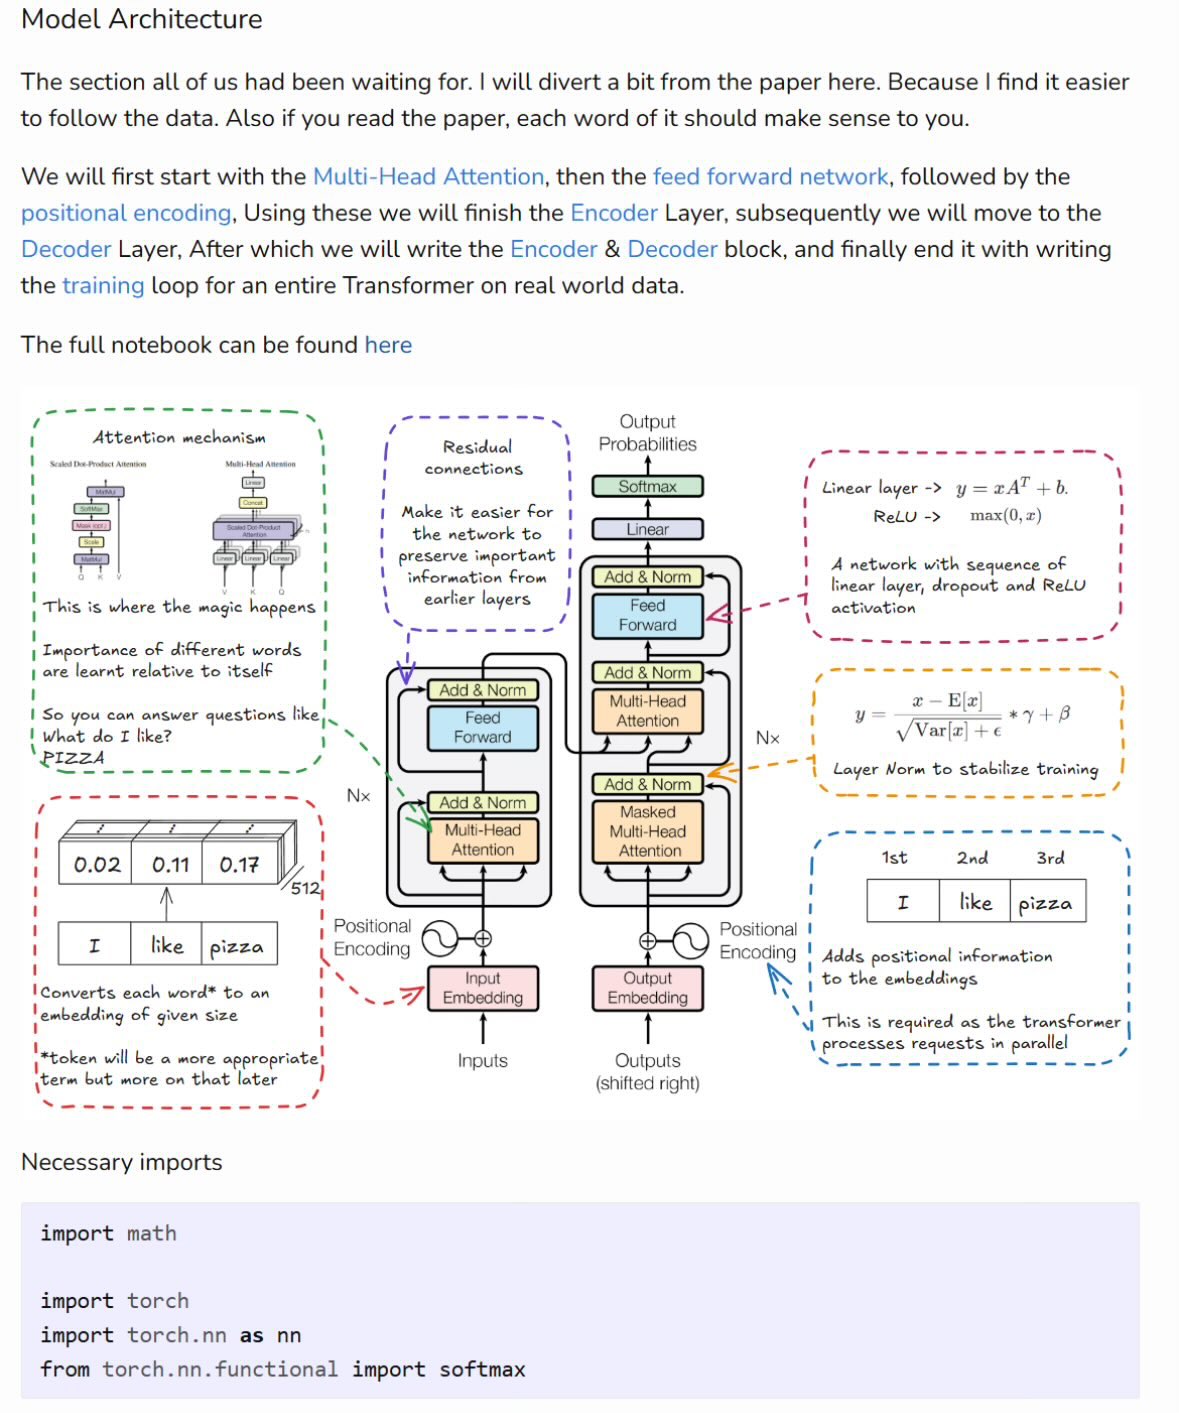 Model Architecture
The section all of us had been waiting for. I will divert a bit from the paper here. Because I find it easier
to follow the data. Also if you read the paper, each word of it should make sense to you.
We will first start with the Multi-Head Attention, then the feed forward network, followed by the
positional encoding, Using these we will finish the Encoder Layer, subsequently we will move to the
Decoder Layer, After which we will write the Encoder & Decoder block, and finally end it with writing
the training loop for an entire Transformer on real world data.
The full notebook can be found here
Attention mechanism
Scaled Dot-Product Attention
MatMul
SoftMax
Mask (opt.)
Scale
MatMul
Q K V
Multi-Head Attention
Linear
Concat
Scaled Dot-Product
Attention
h
Linear Linear Linear
V K Q
This is where the magic happens
Importance of different words
are learnt relative to itself
So you can answer questions like
What do I like?
PIZZA
Residual
connections
Make it easier for
the network to
preserve important
information from
earlier layers
Output
Probabilities
Softmax
Linear
Add & Norm
Feed
Forward
Add & Norm
Multi-Head
Attention
Nx
Add & Norm
Masked
Multi-Head
Attention
Positional
Encoding
Output
Embedding
Outputs
(shifted right)
Add & Norm
Feed
Forward
Nx
Add & Norm
Multi-Head
Attention
Positional
Encoding
Input
Embedding
Inputs
Linear layer -> y = xAᵀ + b.
ReLU -> max(0, x)
A network with sequence of
linear layer, dropout and ReLU
activation
y = x − E[x] / √Var[x] + ϵ * γ + β
Layer Norm to stabilize training
0.02 0.11 0.17
512
I like pizza
Converts each word* to an
embedding of given size
*token will be a more appropriate
term but more on that later
1st 2nd 3rd
I like pizza
Adds positional information
to the embeddings
This is required as the transformer
processes requests in parallel
Necessary imports
import math
import torch
import torch.nn as nn
from torch.nn.functional import softmax